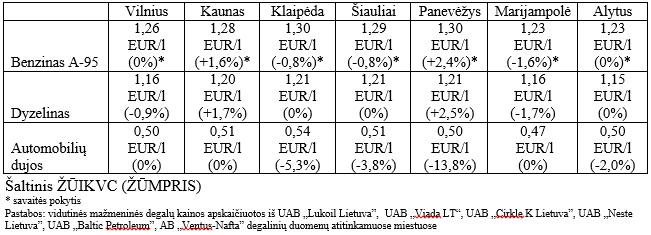 Vilnius Kaunas Klaipėda Šiauliai Panevėžys Marijampolė Alytus
Benzinas A-95 1,26 EUR/l (0%)* 1,28 EUR/l (+1,6%)* 1,30 EUR/l (-0,8%)* 1,29 EUR/l (-0,8%)* 1,30 EUR/l (+2,4%)* 1,23 EUR/l (-1,6%)* 1,23 EUR/l (0%)*
Dyzelinas 1,16 EUR/l (-0,9%) 1,20 EUR/l (+1,7%) 1,21 EUR/l (0%) 1,21 EUR/l (0%) 1,21 EUR/l (+2,5%) 1,16 EUR/l (-1,7%) 1,15 EUR/l (0%)
Automobilių dujos 0,50 EUR/l (0%) 0,51 EUR/l (0%) 0,54 EUR/l (-5,3%) 0,51 EUR/l (-3,8%) 0,50 EUR/l (-13,8%) 0,47 EUR/l (0%) 0,50 EUR/l (-2,0%)
Šaltinis ŽŪIKVC (ŽŪMPRIS)
* savaitės pokytis
Pastabos: vidutinės mažmeninės degalų kainos apskaičiuotos iš UAB „Lukoil Lietuva”, UAB „Viada LT“, UAB „Cirkle K Lietuva”, UAB „Neste
Lietuva”, UAB „Baltic Petroleum”, AB „Ventus-Nafta” degalinių duomenų atitinkamuose miestuose